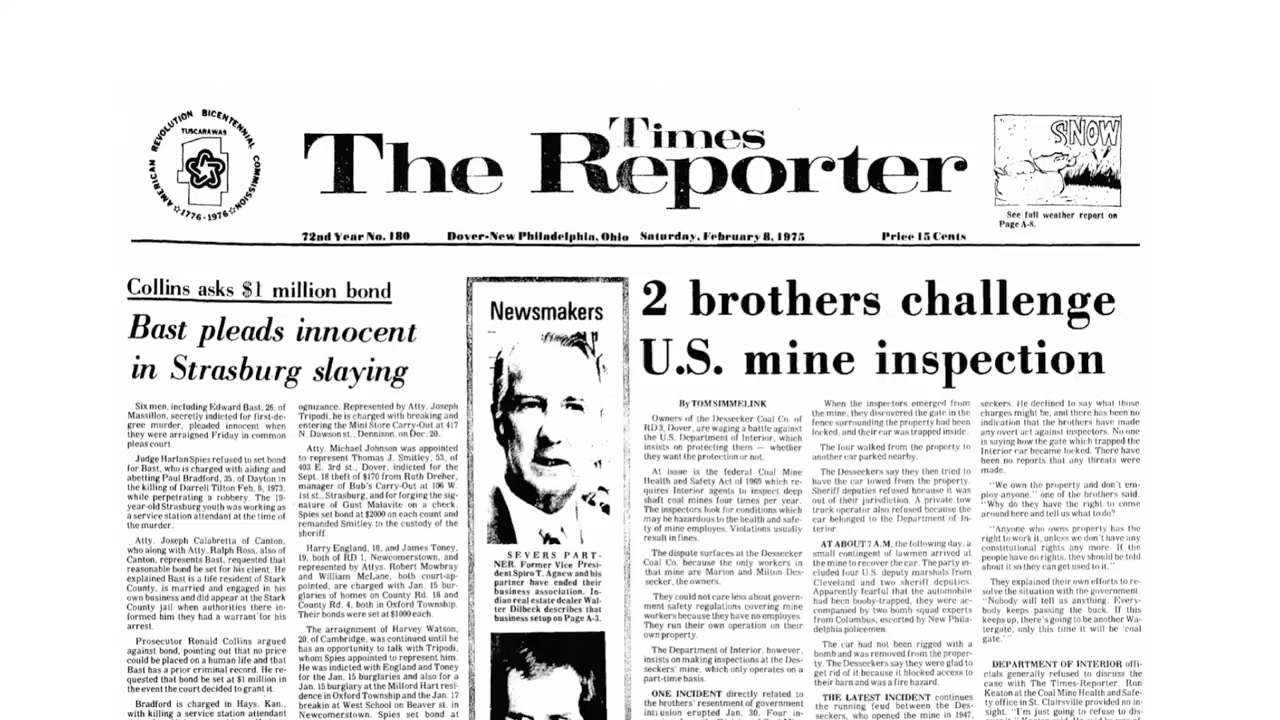 AMERICAN REVOLUTION BICENTENNIAL COMMISSION
TUSCARAWAS
☆1776-1976☆
The Times Reporter
SNOW
See full weather report on
Page A-8.
72nd Year No. 180 Dover-New Philadelphia, Ohio Saturday, February 8, 1975 Price 15 Cents
Collins asks $1 million bond
Bast pleads innocent
in Strasburg slaying
Six men, including Edward Bast, 26, of
Massillon, secretly indicted for first-de-
gree murder, pleaded innocent when
they were arraigned Friday in common
pleas court.
Judge Harlan Spies refused to set bond
for Bast, who is charged with aiding and
abetting Paul Bradford, 35, of Dayton in
the killing of Darrell Tilton Feb. 8, 1973,
while perpetrating a robbery. The 19-
year-old Strasburg youth was working as
a service station attendant at the time of
the murder.
Atty. Joseph Calabretta of Canton,
who along with Atty. Ralph Ross, also of
Canton, represents Bast, requested that
reasonable bond be set for his client. He
explained Bast is a life resident of Stark
County, is married and engaged in his
own business and did appear at the Stark
County jail when authorities there in-
formed him they had a warrant for his
arrest.
Prosecutor Ronald Collins argued
against bond, pointing out that no price
could be placed on a human life and that
Bast has a prior criminal record. He re-
quested that bond be set at $1 million in
the event the court decided to grant it.
Bradford is charged in Hays, Kan.,
with killing a service station attendant
ognizance. Represented by Atty. Joseph
Tripodi, he is charged with breaking and
entering the Mini Store Carry-Out at 417
N. Dawson st., Dennison, on Dec. 20.
Atty. Michael Johnson was appointed
to represent Thomas J. Smitley, 53, of
403 E. 3rd st., Dover, indicted for the
Sept. 18 theft of $170 from Ruth Dreher,
manager of Bub's Carry-Out at 106 W.
1st st., Strasburg, and for forging the sig-
nature of Gust Malavite on a check.
Spies set bond at $2000 on each count and
remanded Smitley to the custody of the
sheriff.
Harry England, 18, and James Toney,
19, both of RD 1, Newcomerstown, and
represented by Attys. Robert Mowbray
and William McLane, both court-ap-
pointed, are charged with Jan. 15 bur-
glaries of homes on County Rd. 18 and
County Rd. 4, both in Oxford Township.
Their bonds were set at $1000 each.
The arraignment of Harvey Watson,
20, of Cambridge, was continued until he
has an opportunity to talk with Tripodi,
whom Spies appointed to represent him.
He was indicted with England and Toney
for the Jan. 15 burglaries and also for a
Jan. 15 burglary at the Milford Hart resi-
dence in Oxford Township and the Jan. 17
breakin at West School on Beaver st. in
Newcomerstown. Spies set bond at
Newsmakers
SEVERS PART-
NER. Former Vice Presi-
dent Spiro T. Agnew and his
partner have ended their
business association. In-
dian real estate dealer Wal-
ter Dilbeck describes that
business setup on Page A-3.
2 brothers challenge
U.S. mine inspection
By TOM SIMMELINK
Owners of the Dessecker Coal Co. of
RD 3, Dover, are waging a battle against
the U.S. Department of Interior, which
insists on protecting them — whether
they want the protection or not.
At issue is the federal Coal Mine
Health and Safety Act of 1969 which re-
quires Interior agents to inspect deep
shaft coal mines four times per year.
The inspectors look for conditions which
may be hazardous to the health and safe-
ty of mine employes. Violations usually
result in fines.
The dispute surfaces at the Dessecker
Coal Co. because the only workers in
that mine are Marion and Milton Des-
secker, the owners.
They could not care less about govern-
ment safety regulations covering mine
workers because they have no employes.
They run their own operation on their
own property.
The Department of Interior, however,
insists on making inspections at the Des-
seckers' mine, which only operates on a
part-time basis.
ONE INCIDENT directly related to
the brothers' resentment of government
intrusion erupted Jan. 30. Four in-
When the inspectors emerged from
the mine, they discovered the gate in the
fence surrounding the property had been
locked, and their car was trapped inside.
The four walked from the property to
another car parked nearby.
The Desseckers say they then tried to
have the car towed from the property.
Sheriff deputies refused because it was
out of their jurisdiction. A private tow
truck operator also refused because the
car belonged to the Department of In-
terior.
AT ABOUT 7 A.M. the following day, a
small contingent of lawmen arrived at
the mine to recover the car. The party in-
cluded four U.S. deputy marshals from
Cleveland and two sheriff deputies.
Apparently fearful that the automobile
had been booby-trapped, they were ac-
companied by two bomb squad experts
from Columbus, escorted by New Phila-
delphia policemen.
The car had not been rigged with a
bomb and was removed from the proper-
ty. The Desseckers say they were glad to
get rid of it because it blocked access to
their barn and was a fire hazard.
THE LATEST INCIDENT continues
the running feud between the Des-
seckers, who opened the mine in 1947,
seckers. He declined to say what those
charges might be, and there has been no
indication that the brothers have made
any overt act against inspectors. No one
is saying how the gate which trapped the
Interior car became locked. There have
been no reports that any threats were
made.
"We own the property and don't em-
ploy anyone," one of the brothers said.
"Why do they have the right to come
around here and tell us what to do?
"Anyone who owns property has the
right to work it, unless we don't have any
constitutional rights any more. If the
people have no rights, they should be told
about it so they can get used to it."
They explained their own efforts to re-
solve the situation with the government.
"Nobody will tell us anything. Every-
body keeps passing the buck. If this
keeps up, there's going to be another Wa-
tergate, only this time it will be 'coal
gate.'"
DEPARTMENT OF INTERIOR offi-
cials generally refused to discuss the
case with The Times-Reporter. Ron
Keaton at the Coal Mine Health and Safe-
ty office in St. Clairsville provided no in-
sight. "I'm just going to refuse to dis-